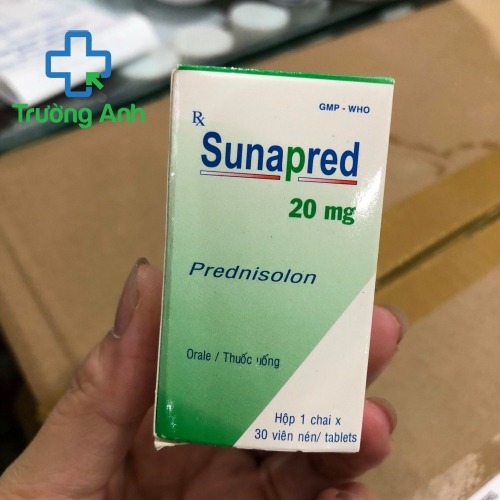 Trường Anh
GMP - WHO
Rx
Sunapred
20 mg
Prednisolon
Orale / Thuốc uống
Hộp 1 chai x
30 viên nén/ tablets